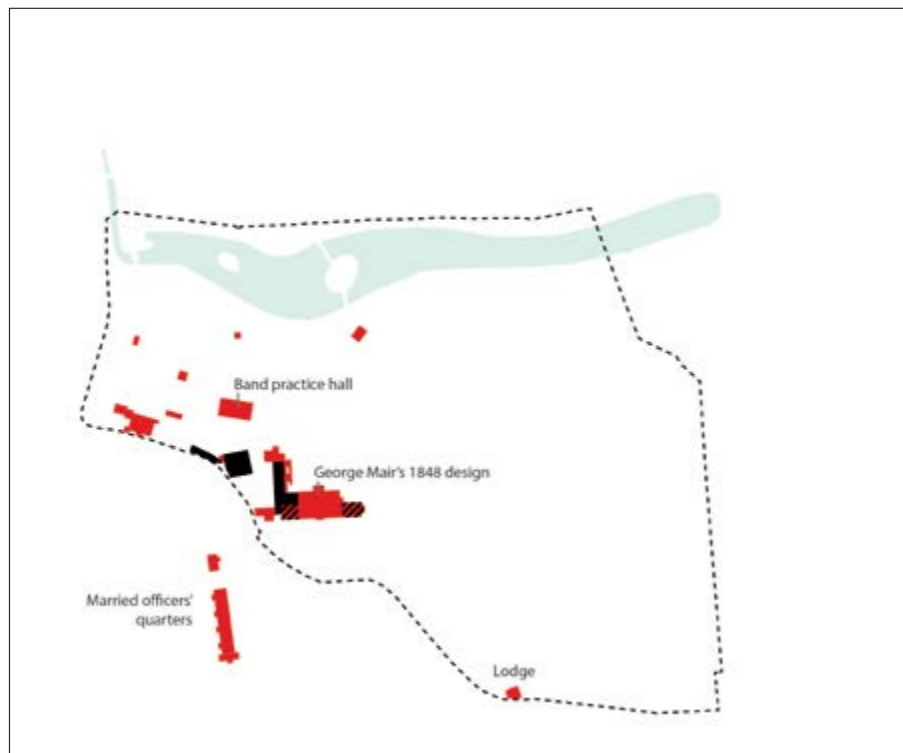 Band practice hall
George Mair's 1848 design
Married officers'
quarters
Lodge